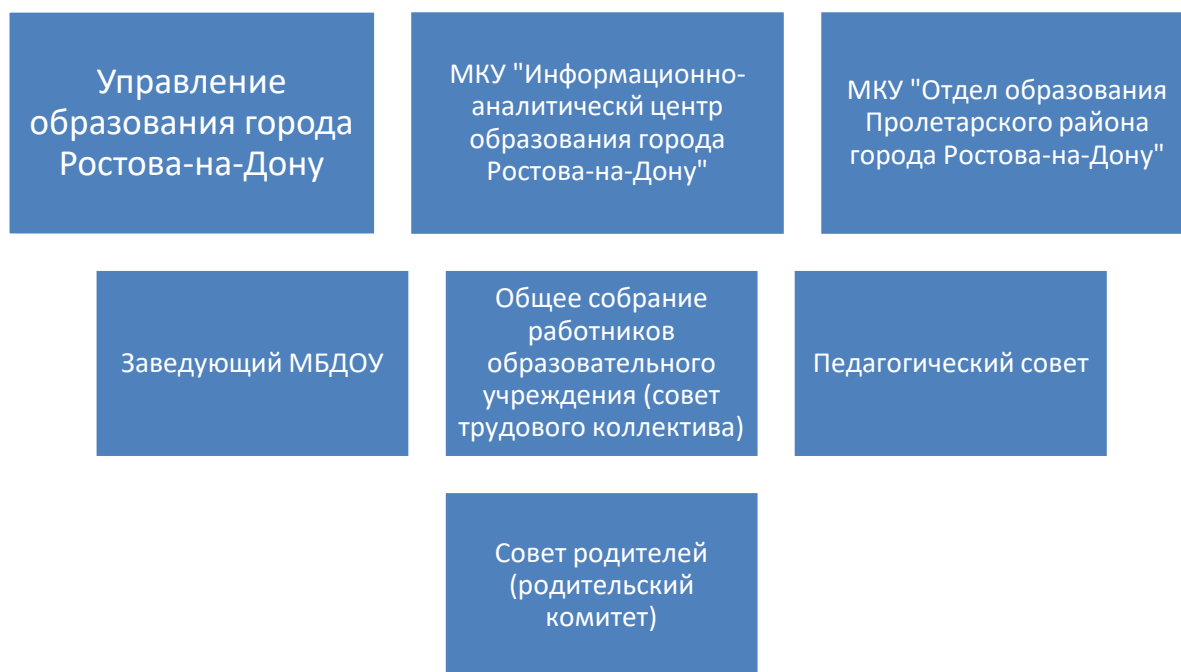 Управление
образования города
Ростова-на-Дону
МКУ "Информационно-
аналитическй центр
образования города
Ростова-на-Дону"
МКУ "Отдел образования
Пролетарского района
города Ростова-на-Дону"
Заведующий МБДОУ
Общее собрание
работников
образовательного
учреждения (совет
трудового коллектива)
Педагогический совет
Совет родителей
(родительский
комитет)